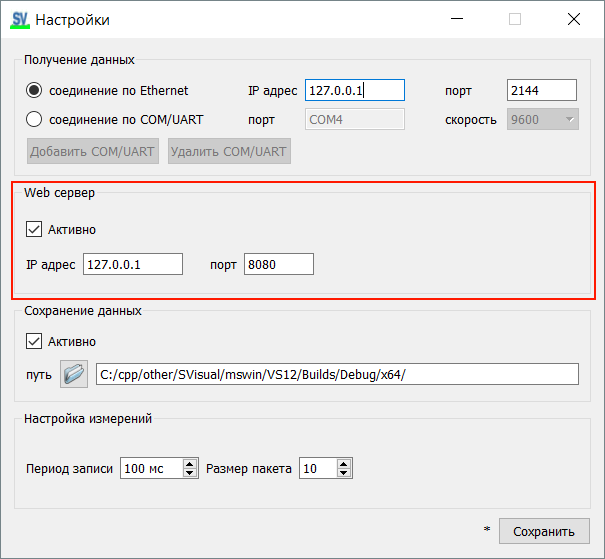 SV Настройки
Получение данных
соединение по Ethernet IP адрес 127.0.0.1 порт 2144
соединение по COM/UART порт COM4 скорость 9600
Добавить COM/UART Удалить COM/UART
Web сервер
Активно
IP адрес 127.0.0.1 порт 8080
Сохранение данных
Активно
путь C:/cpp/other/SVisual/mswin/VS12/Builds/Debug/x64/
Настройка измерений
Период записи 100 мс Размер пакета 10
* Сохранить